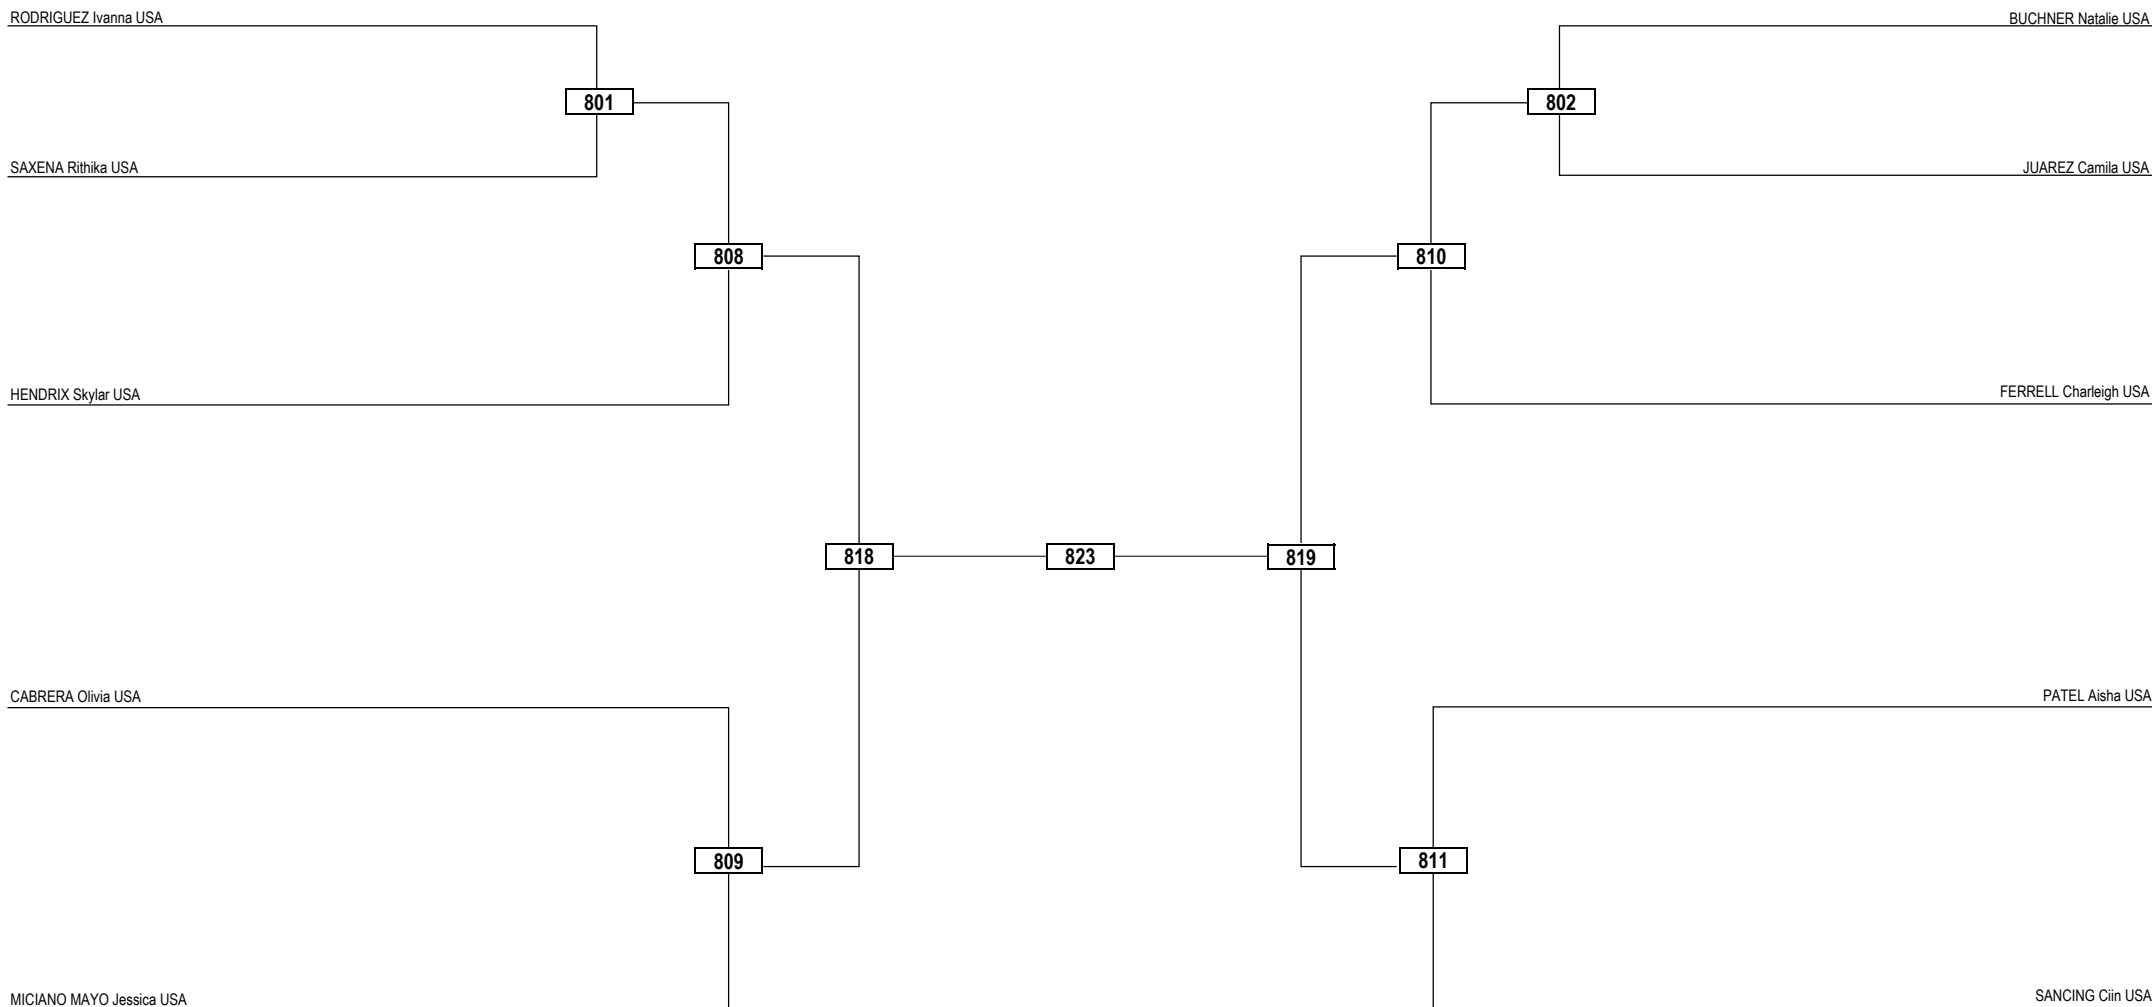 RODRIGUEZ Ivanna USA
BUCHNER Natalie USA
801
802
SAXENA Rithika USA
JUAREZ Camila USA
808
810
HENDRIX Skylar USA
FERRELL Charleigh USA
818
823
819
CABRERA Olivia USA
PATEL Aisha USA
809
811
MICIANO MAYO Jessica USA
SANCING Ciin USA